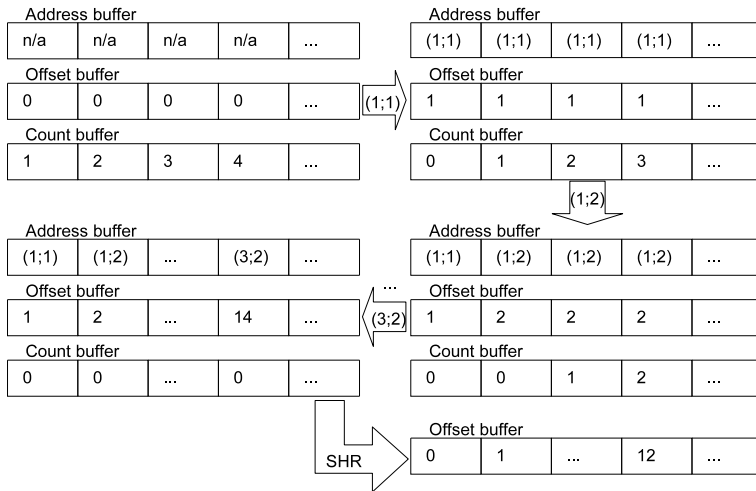 Address buffer
n/a n/a n/a n/a ...
Offset buffer
0 0 0 0 ...
Count buffer
1 2 3 4 ...
(1;1)
Address buffer
(1;1) (1;1) (1;1) (1;1) ...
Offset buffer
1 1 1 1 ...
Count buffer
0 1 2 3 ...
(1;2)
Address buffer
(1;1) (1;2) (1;2) (1;2) ...
Offset buffer
1 2 2 2 ...
Count buffer
0 0 1 2 ...
...
(3;2)
Address buffer
(1;1) (1;2) ... (3;2) ...
Offset buffer
1 2 ... 14 ...
Count buffer
0 0 ... 0 ...
SHR
Offset buffer
0 1 ... 12 ...